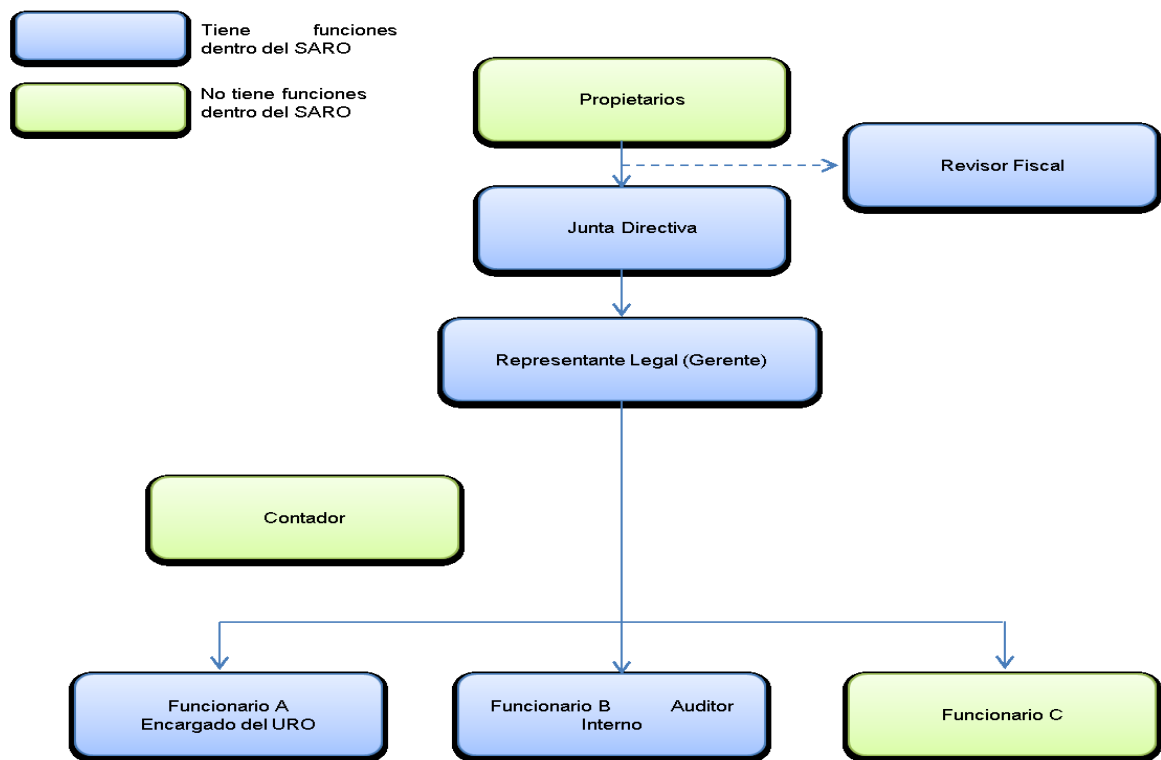 Tiene funciones
dentro del SARO
No tiene funciones
dentro del SARO
Propietarios
Revisor Fiscal
Junta Directiva
Representante Legal (Gerente)
Contador
Funcionario A
Encargado del URO
Funcionario B Auditor
Interno
Funcionario C